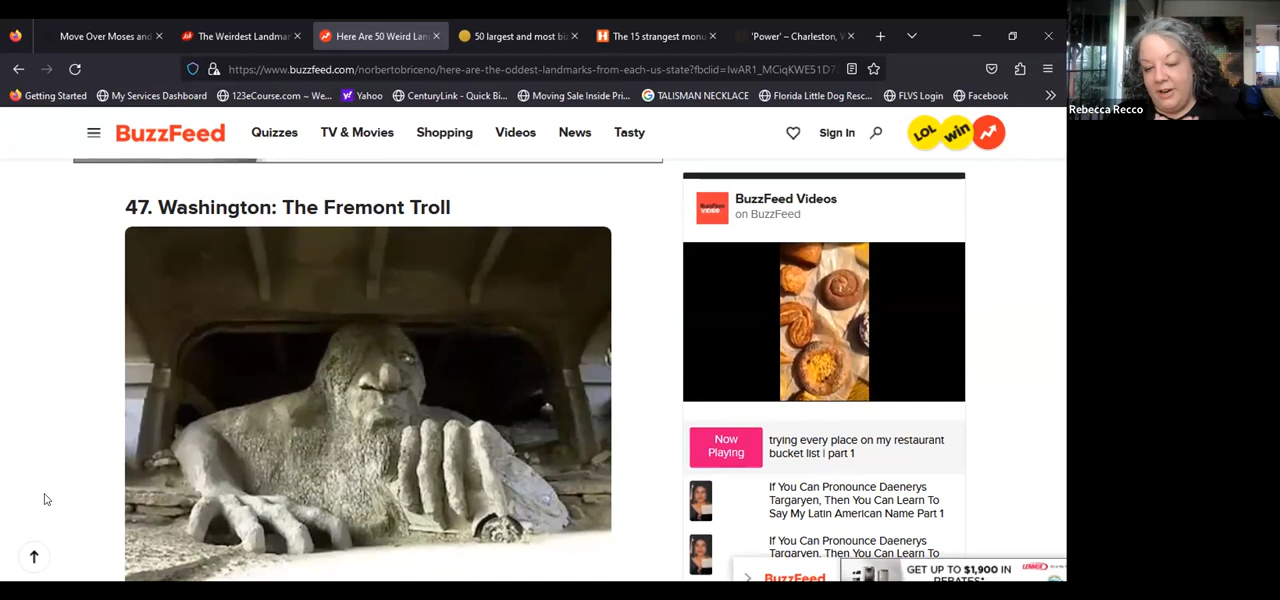 Move Over Moses and
The Weirdest Landma
Here Are 50 Weird Lan
50 largest and most bi
H The 15 strangest monu
'Power' – Charleston, V
https://www.buzzfeed.com/norbertobriceno/here-are-the-oddest-landmarks-from-each-us-state?fbclid=IwAR1_MCiqKWE51D7
Getting Started
My Services Dashboard
123eCourse.com ~ We...
Yahoo
CenturyLink - Quick Bi...
Moving Sale Inside Pri...
TALISMAN NECKLACE
Florida Little Dog Resc...
FLVS Login
Facebook
Rebecca Recco
BuzzFeed
Quizzes
TV & Movies
Shopping
Videos
News
Tasty
Sign In
LOL
win
47. Washington: The Fremont Troll
BuzzFeed Videos
on BuzzFeed
Now
Playing
trying every place on my restaurant
bucket list | part 1
If You Can Pronounce Daenerys
Targaryen, Then You Can Learn To
Say My Latin American Name Part 1
If You Can Pronounce Daenerys
Targaryen, Then You Can Learn To
BuzzFeed
GET UP TO $1,900 IN
REBATES*
LENNOX